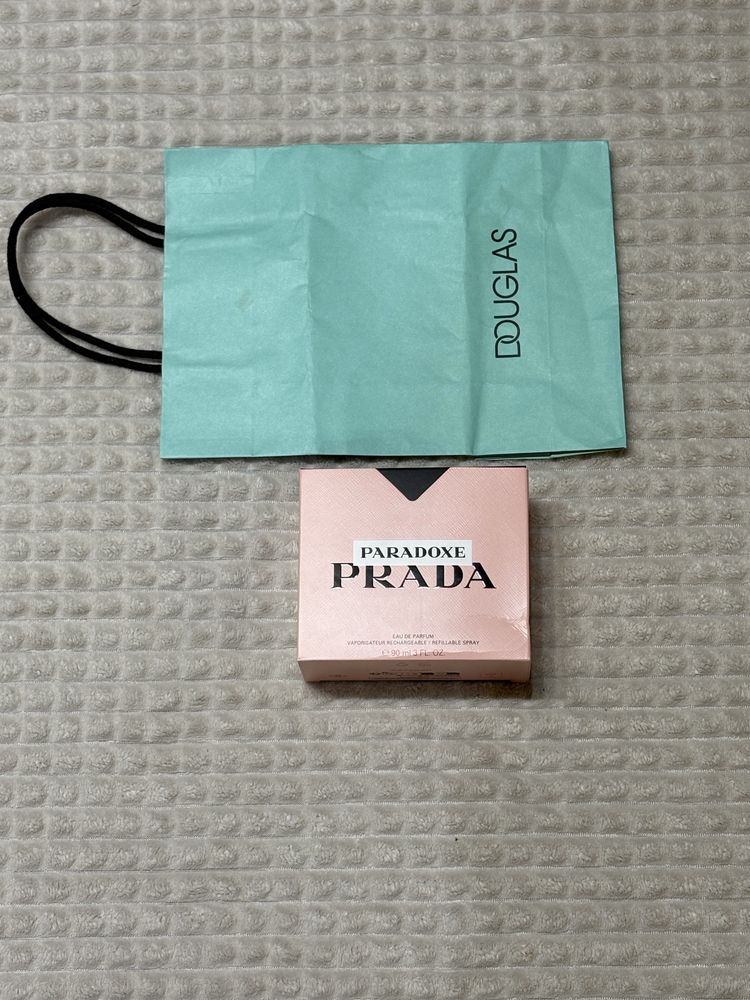 DOUGLAS
PARADOXE
PRADA
EAU DE PARFUM
VAPORISATEUR RECHARGEABLE / REFILLABLE SPRAY
℮ 90 ml 3 FL. OZ.